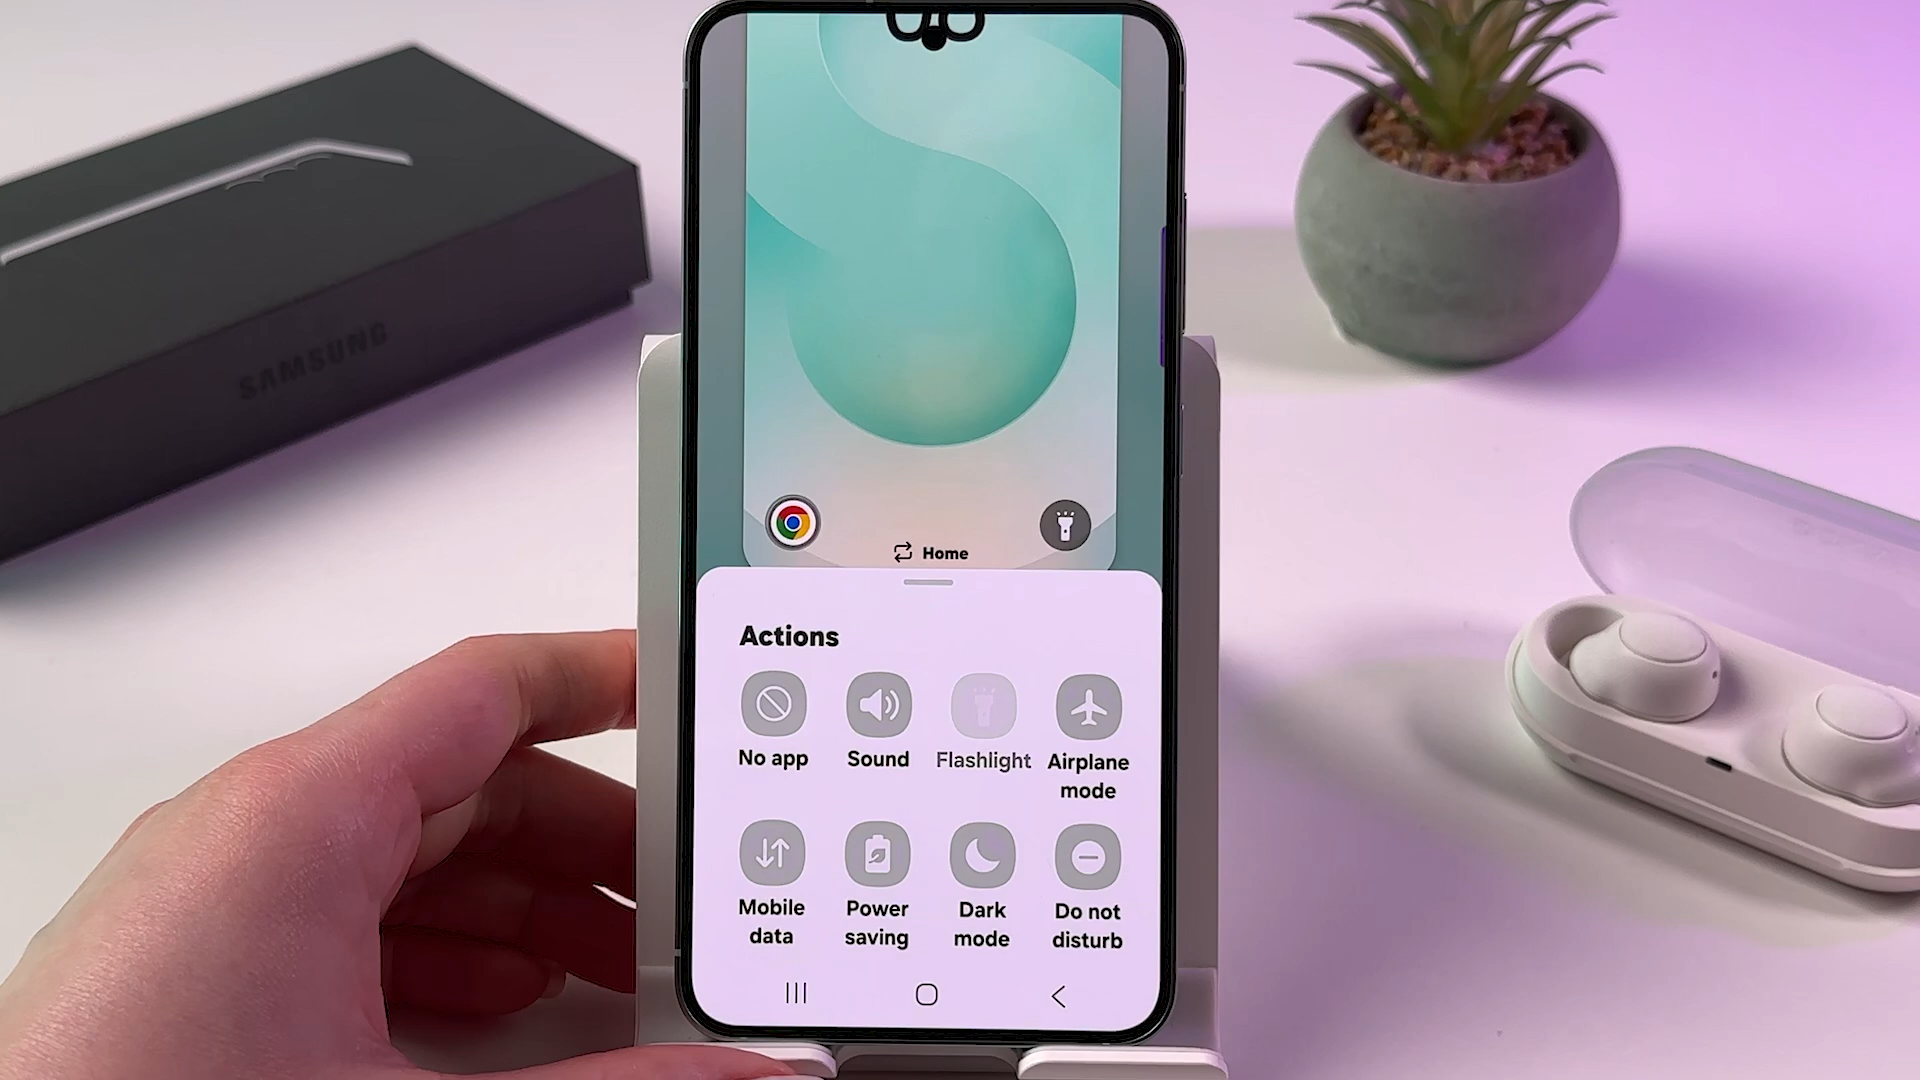 SAMSUNG
Home
Actions
No app
Sound
Flashlight
Airplane
mode
Mobile
data
Power
saving
Dark
mode
Do not
disturb